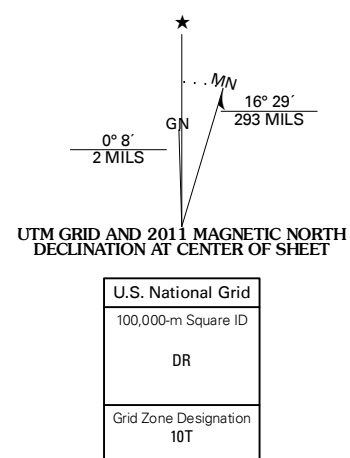 ★
MN
16° 29´
293 MILS
GN
0° 8´
2 MILS
UTM GRID AND 2011 MAGNETIC NORTH
DECLINATION AT CENTER OF SHEET
U.S. National Grid
100,000-m Square ID
DR
Grid Zone Designation
10T